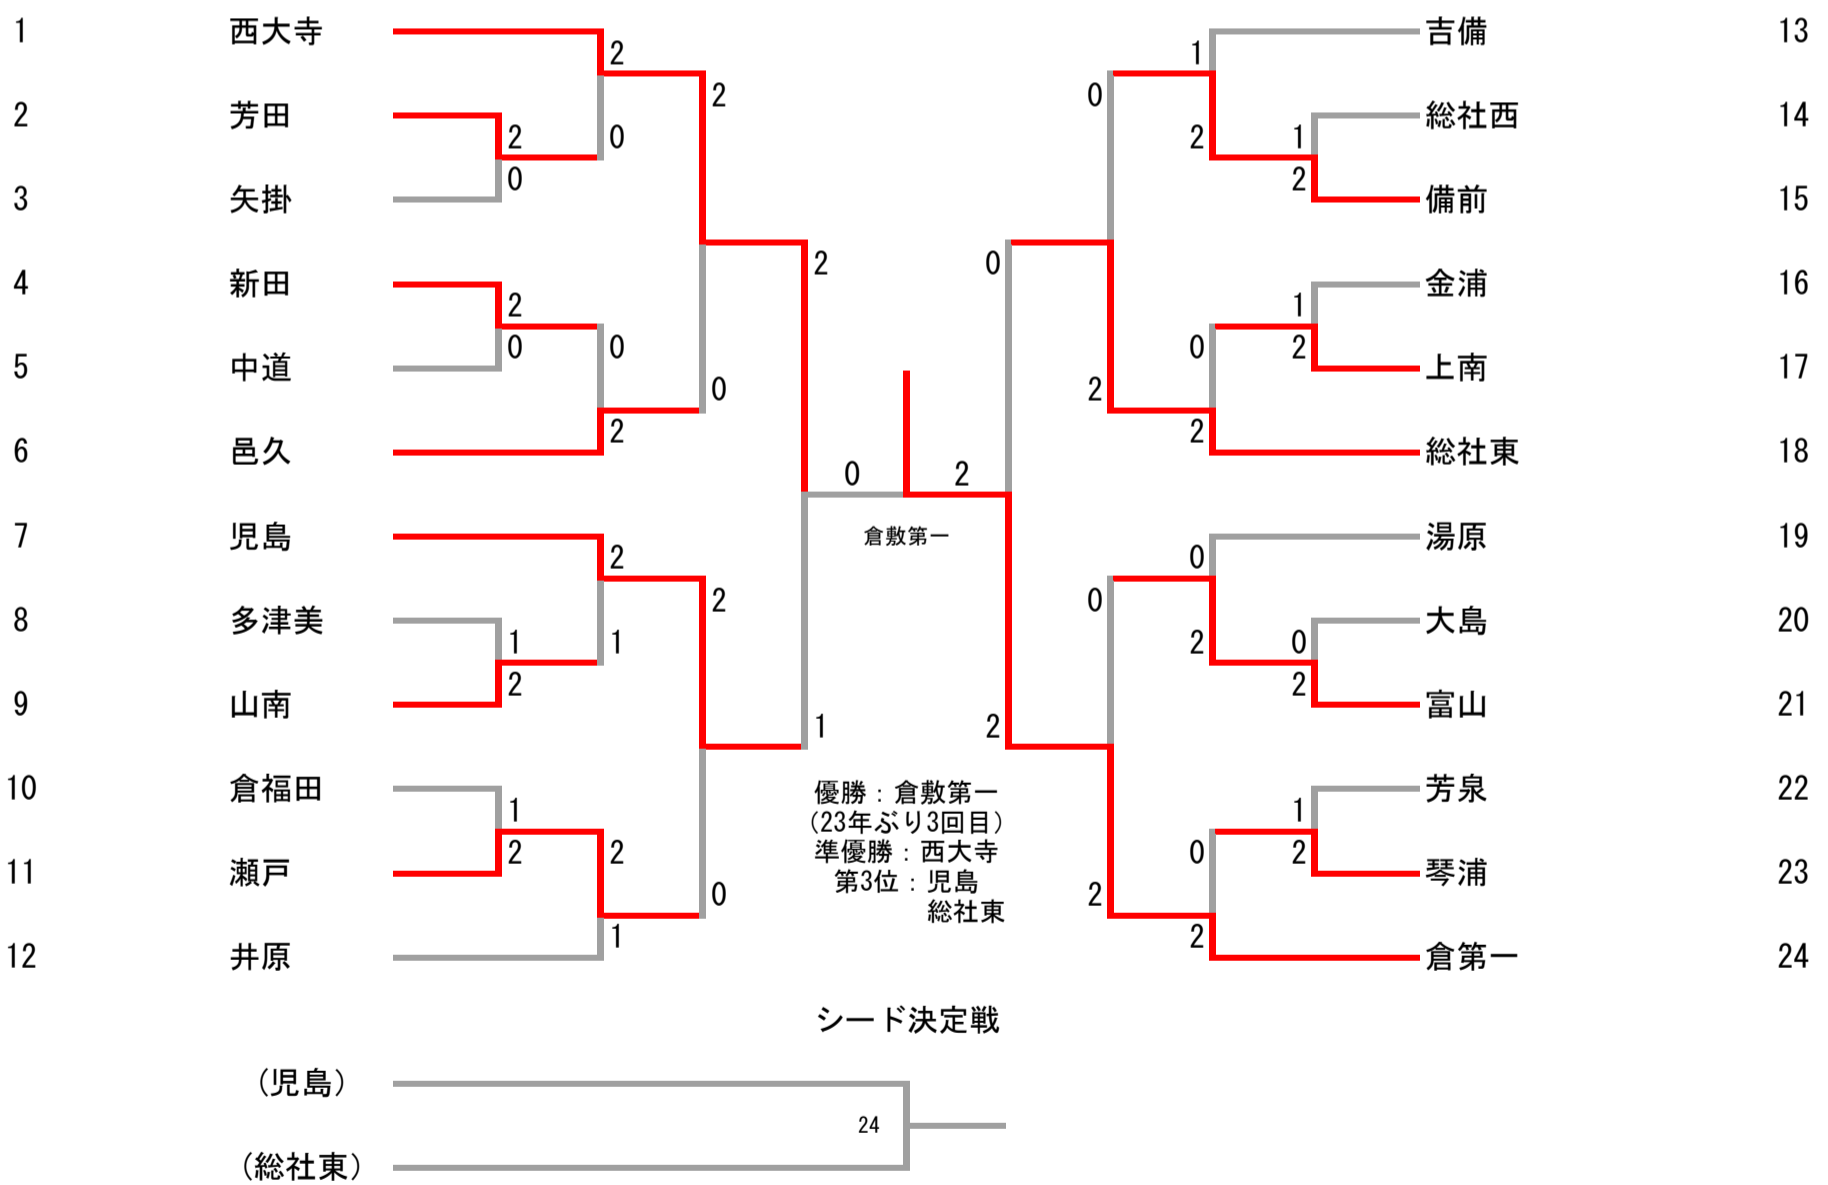 1 西大寺 2 1 吉備 13
2 0
2 芳田 2 0 2 1 総社西 14
3 矢掛 0 2 備前 15
2 0
4 新田 2 1 金浦 16
5 中道 0 0 0 2 上南 17
0 2
6 邑久 2 2 総社東 18
0 2
7 児島 2 倉敷第一 0 湯原 19
2 0
8 多津美 1 1 2 0 大島 20
9 山南 2 2 富山 21
1 2
10 倉福田 1 優勝：倉敷第一 1 芳泉 22
(23年ぶり3回目)
11 瀬戸 2 2 準優勝：西大寺 0 2 琴浦 23
第3位：児島
0 2
総社東
12 井原 1 2 倉第一 24
シード決定戦
（児島）
24
（総社東）